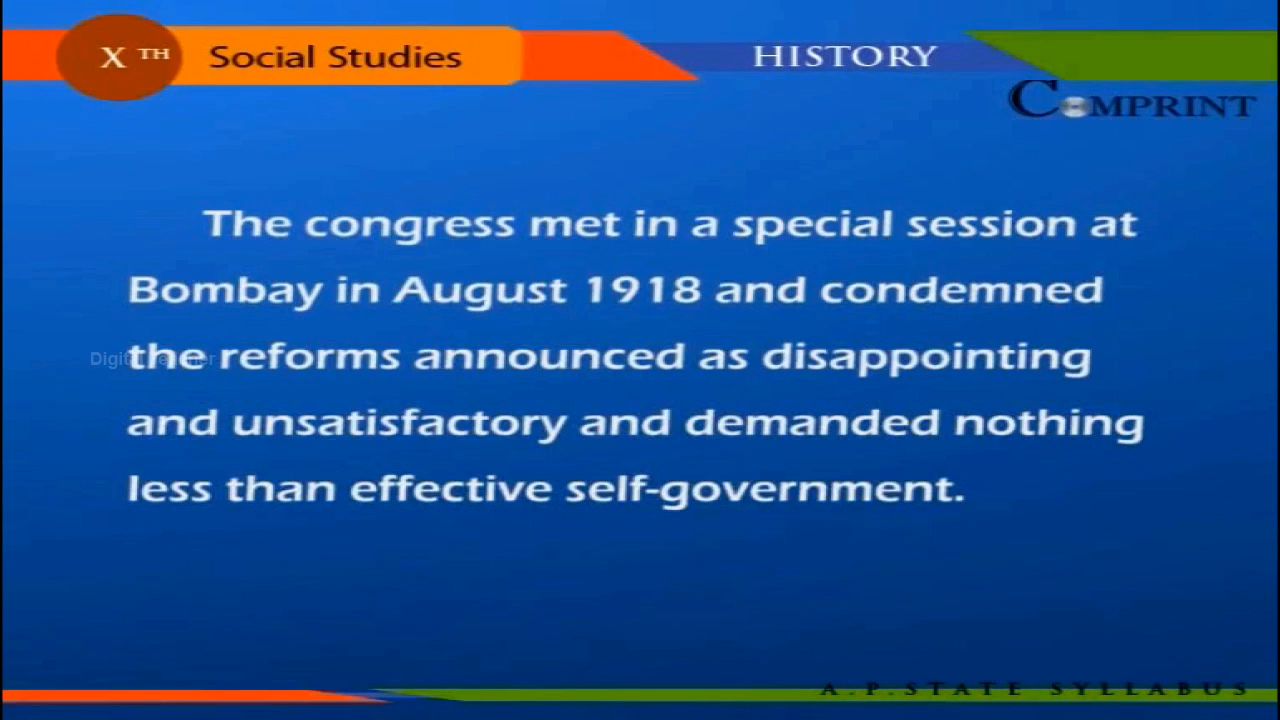 X TH Social Studies HISTORY
COMPRINT
The congress met in a special session at
Bombay in August 1918 and condemned
the reforms announced as disappointing
and unsatisfactory and demanded nothing
less than effective self-government.
A.P.STATE SYLLABUS